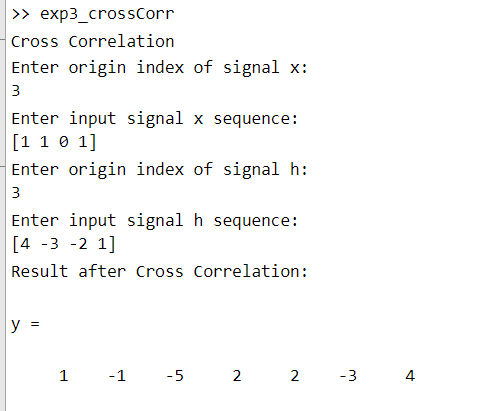 >> exp3_crossCorr
Cross Correlation
Enter origin index of signal x:
3
Enter input signal x sequence:
[1 1 0 1]
Enter origin index of signal h:
3
Enter input signal h sequence:
[4 -3 -2 1]
Result after Cross Correlation:
y =
1 -1 -5 2 2 -3 4